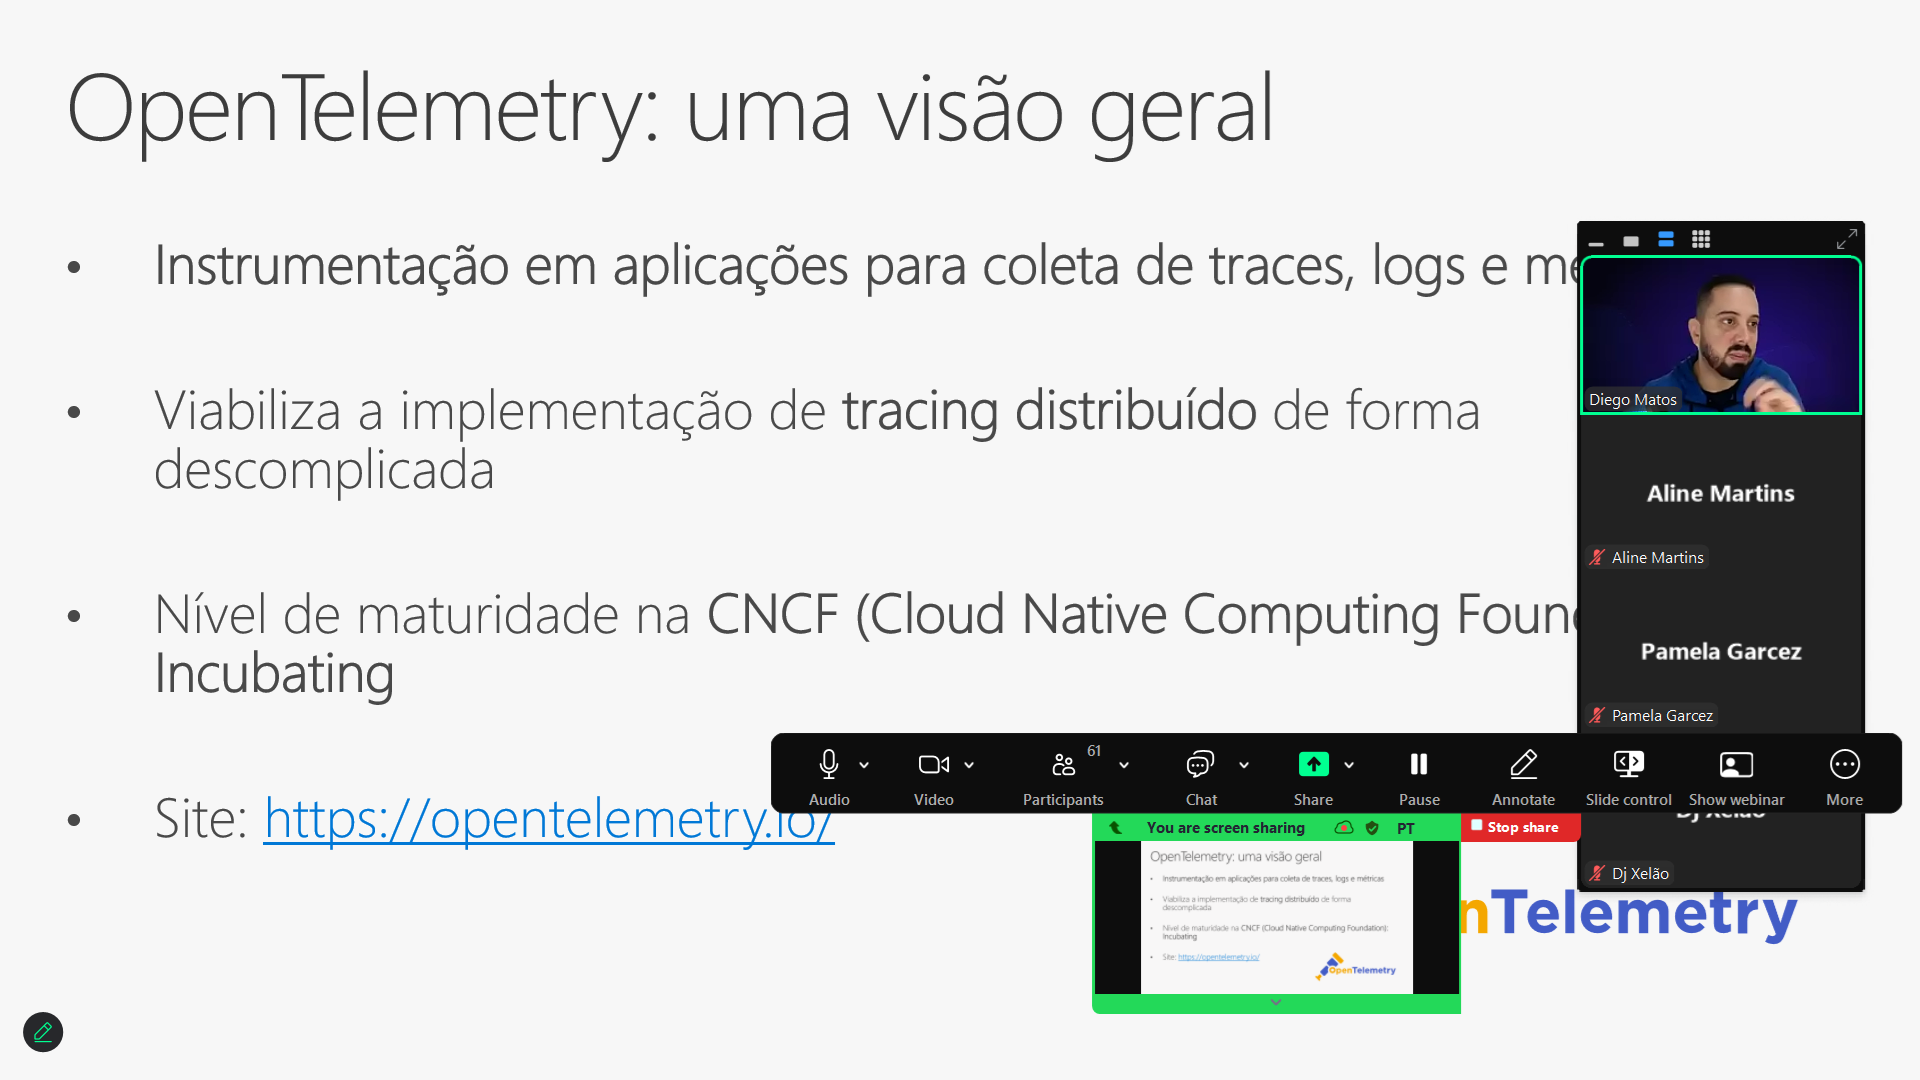 OpenTelemetry: uma visão geral
• Instrumentação em aplicações para coleta de traces, logs e
• Viabiliza a implementação de tracing distribuído de forma
descomplicada
• Nível de maturidade na CNCF (Cloud Native Computing
Incubating
• Site: https://opentelemetry.io/
Diego Matos
Aline Martins
Aline Martins
Pamela Garcez
Pamela Garcez
61
Audio
Video
Participants
Chat
Share
Pause
Annotate
Slide control
Show webinar
More
Dj Xelão
Dj Xelão
You are screen sharing
PT
Stop share
OpenTelemetry: uma visão geral
• Instrumentação em aplicações para coleta de traces, logs e métricas
• Viabiliza a implementação de tracing distribuído de forma
descomplicada
• Nível de maturidade na CNCF (Cloud Native Computing Foundation):
Incubating
• Site: https://opentelemetry.io/
OpenTelemetry
nTelemetry